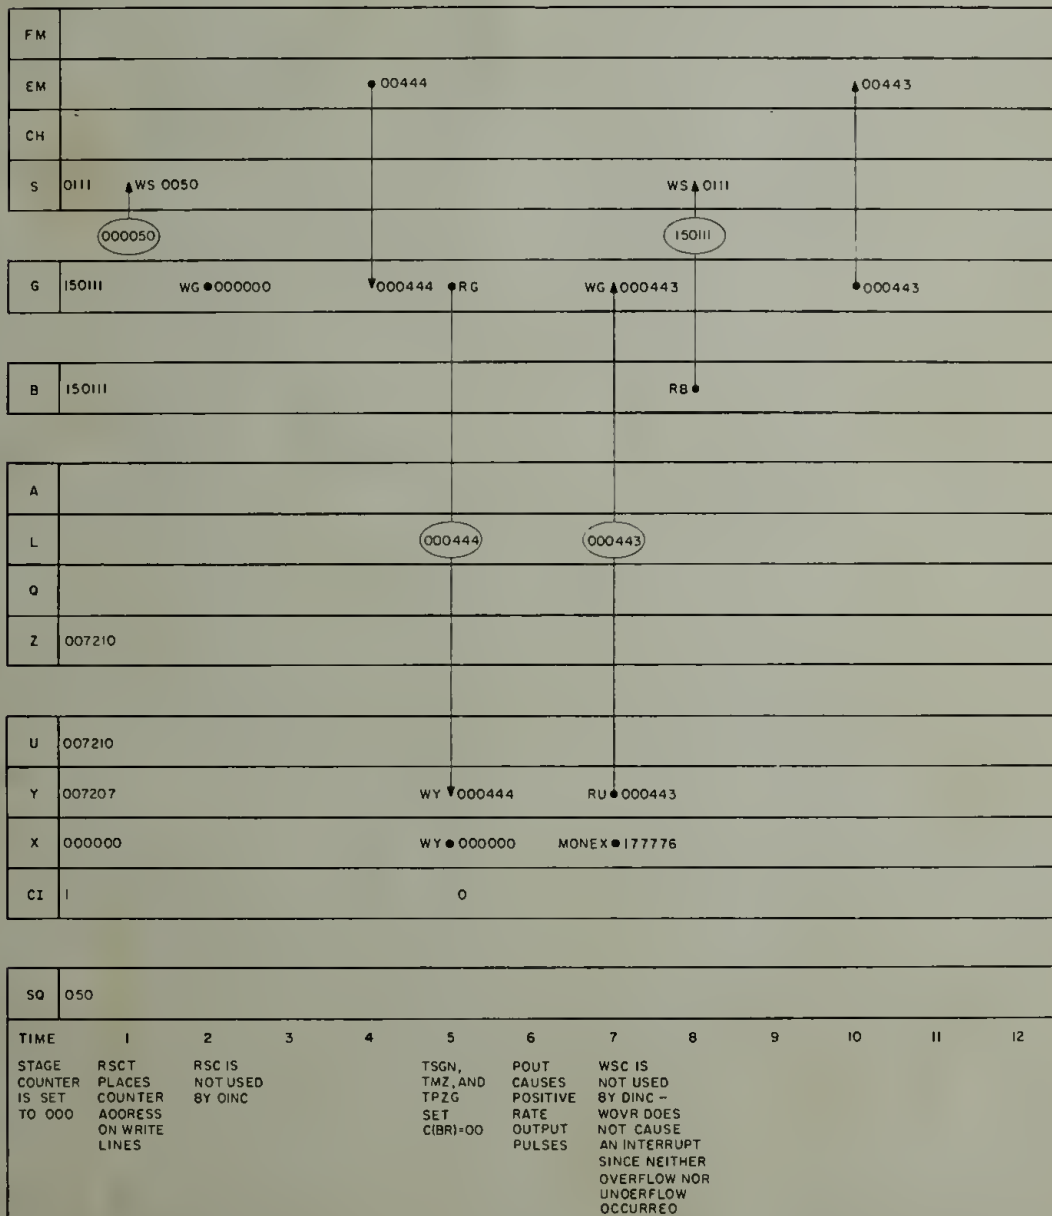 FM
EM 00444 00443
CH
S 0111 WS 0050 WS 0111
000050 150111
G 150111 WG 000000 000444 RG WG 000443 000443
B 150111 RB
A
L 000444 000443
Q
Z 007210
U 007210
Y 007207 WY 000444 RU 000443
X 000000 WY 000000 MONEX 177776
CI 1 0
SQ 050
TIME 1 2 3 4 5 6 7 8 9 10 11 12
STAGE
COUNTER
IS SET
TO 000
RSCT
PLACES
COUNTER
ADDRESS
ON WRITE
LINES
RSC IS
NOT USED
BY DINC
TSGN,
TMZ, AND
TPZG
SET
C(BR)=00
POUT
CAUSES
POSITIVE
RATE
OUTPUT
PULSES
WSC IS
NOT USED
BY DINC –
WOVR DOES
NOT CAUSE
AN INTERRUPT
SINCE NEITHER
OVERFLOW NOR
UNDERFLOW
OCCURRED